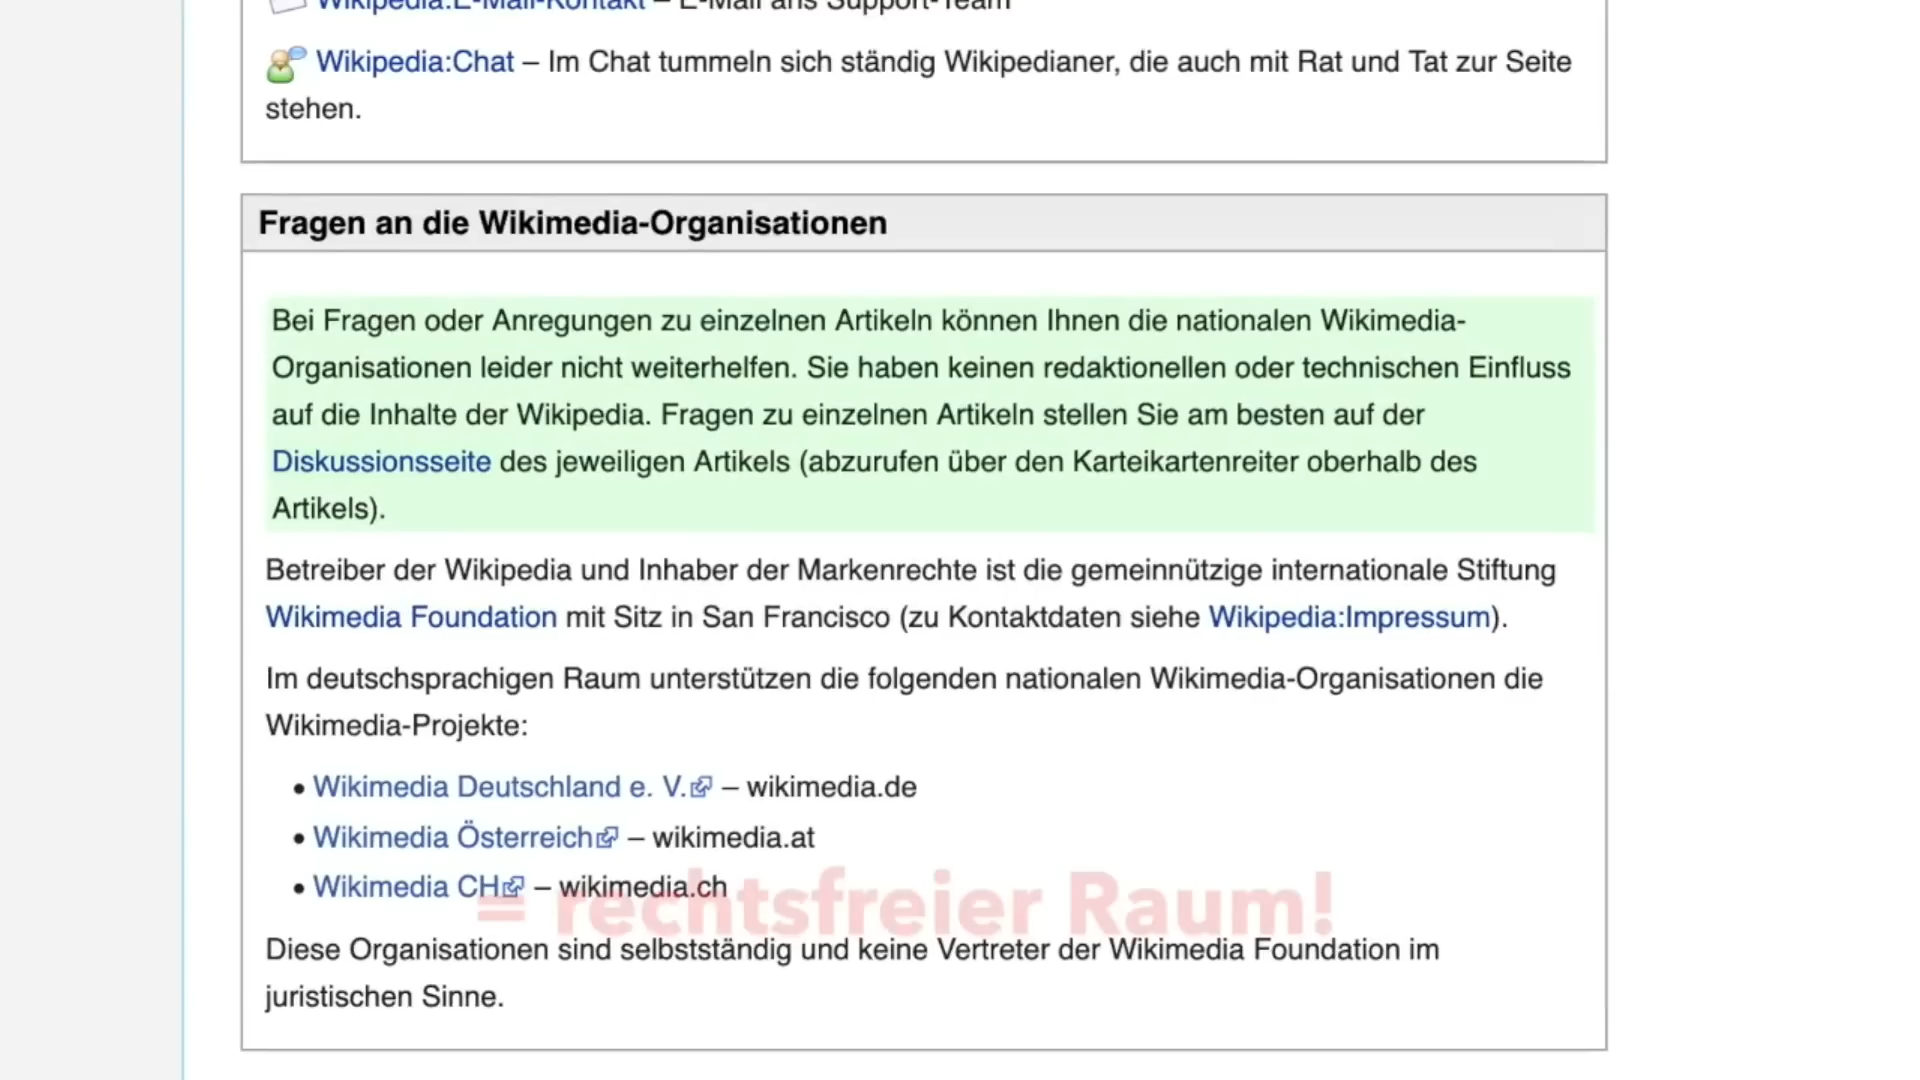 Wikipedia:E-Mail-Kontakt – E-Mail ans Support-Team
Wikipedia:Chat – Im Chat tummeln sich ständig Wikipedianer, die auch mit Rat und Tat zur Seite
stehen.
Fragen an die Wikimedia-Organisationen
Bei Fragen oder Anregungen zu einzelnen Artikeln können Ihnen die nationalen Wikimedia-
Organisationen leider nicht weiterhelfen. Sie haben keinen redaktionellen oder technischen Einfluss
auf die Inhalte der Wikipedia. Fragen zu einzelnen Artikeln stellen Sie am besten auf der
Diskussionsseite des jeweiligen Artikels (abzurufen über den Karteikartenreiter oberhalb des
Artikels).
Betreiber der Wikipedia und Inhaber der Markenrechte ist die gemeinnützige internationale Stiftung
Wikimedia Foundation mit Sitz in San Francisco (zu Kontaktdaten siehe Wikipedia:Impressum).
Im deutschsprachigen Raum unterstützen die folgenden nationalen Wikimedia-Organisationen die
Wikimedia-Projekte:
• Wikimedia Deutschland e. V. – wikimedia.de
• Wikimedia Österreich – wikimedia.at
• Wikimedia CH – wikimedia.ch
= rechtsfreier Raum!
Diese Organisationen sind selbstständig und keine Vertreter der Wikimedia Foundation im
juristischen Sinne.